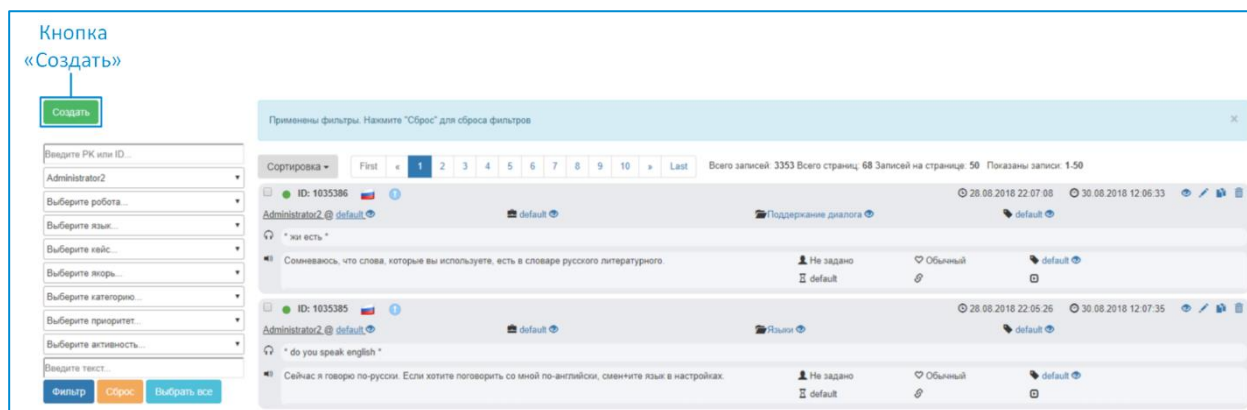 Кнопка
«Создать»
Создать
Применены фильтры. Нажмите "Сброс" для сброса фильтров ×
Введите РК или ID...
Administrator2
Выберите робота...
Выберите язык...
Выберите кейс...
Выберите якорь...
Выберите категорию...
Выберите приоритет...
Выберите активность...
Введите текст...
Фильтр Сброс Выбрать все
Сортировка First « 1 2 3 4 5 6 7 8 9 10 » Last Всего записей: 3353 Всего страниц: 68 Записей на странице: 50 Показаны записи: 1-50
ID: 1035386 28.08.2018 22:07:08 30.08.2018 12:06:33
Administrator2 @ default default Поддержание диалога default
* жи есть *
Сомневаюсь, что слова, которые вы используете, есть в словаре русского литературного. Не задано Обычный default
default
ID: 1035385 28.08.2018 22:05:26 30.08.2018 12:07:35
Administrator2 @ default default Языки default
* do you speak english *
Сейчас я говорю по-русски. Если хотите поговорить со мной по-английски, смен+ите язык в настройках. Не задано Обычный default
default